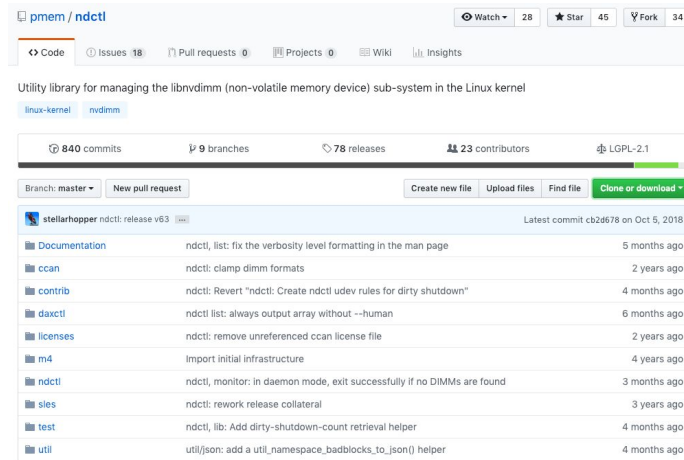 pmem / ndctl
Watch 28 Star 45 Fork 34
Code Issues 18 Pull requests 0 Projects 0 Wiki Insights
Utility library for managing the libnvdimm (non-volatile memory device) sub-system in the Linux kernel
linux-kernel nvdimm
840 commits 9 branches 78 releases 23 contributors LGPL-2.1
Branch: master New pull request Create new file Upload files Find file Clone or download
stellarhopper ndctl: release v63 ... Latest commit cb2d678 on Oct 5, 2018
Documentation ndctl, list: fix the verbosity level formatting in the man page 5 months ago
ccan ndctl: clamp dimm formats 2 years ago
contrib ndctl: Revert "ndctl: Create ndctl udev rules for dirty shutdown" 4 months ago
daxctl ndctl list: always output array without --human 6 months ago
licenses ndctl: remove unreferenced ccan license file 2 years ago
m4 Import initial infrastructure 4 years ago
ndctl ndctl, monitor: in daemon mode, exit successfully if no DIMMs are found 3 months ago
sles ndctl: rework release collateral 3 years ago
test ndctl, lib: Add dirty-shutdown-count retrieval helper 4 months ago
util util/json: add a util_namespace_badblocks_to_json() helper 4 months ago